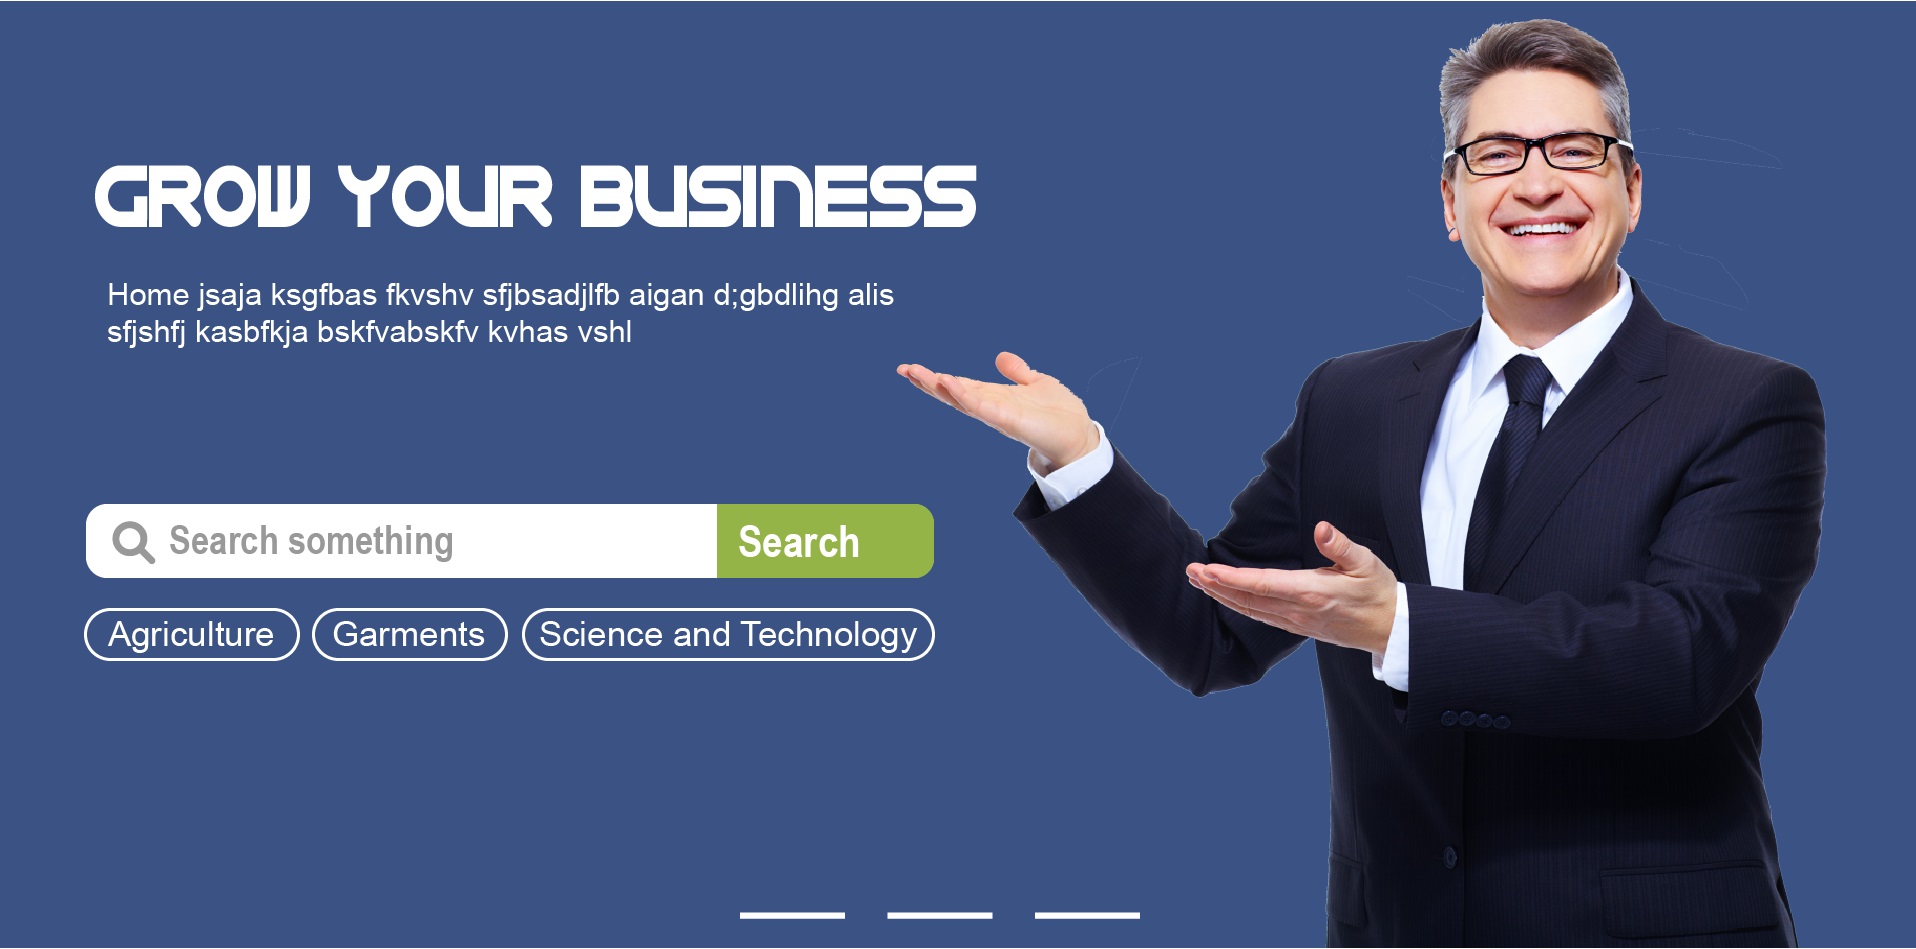 GROW YOUR BUSINESS
Home jsaja ksgfbas fkvshv sfjbsadjlfb aigan d;gbdlihg alis
sfjshfj kasbfkja bskfvabskfv kvhas vshl
Search something Search
Agriculture Garments Science and Technology